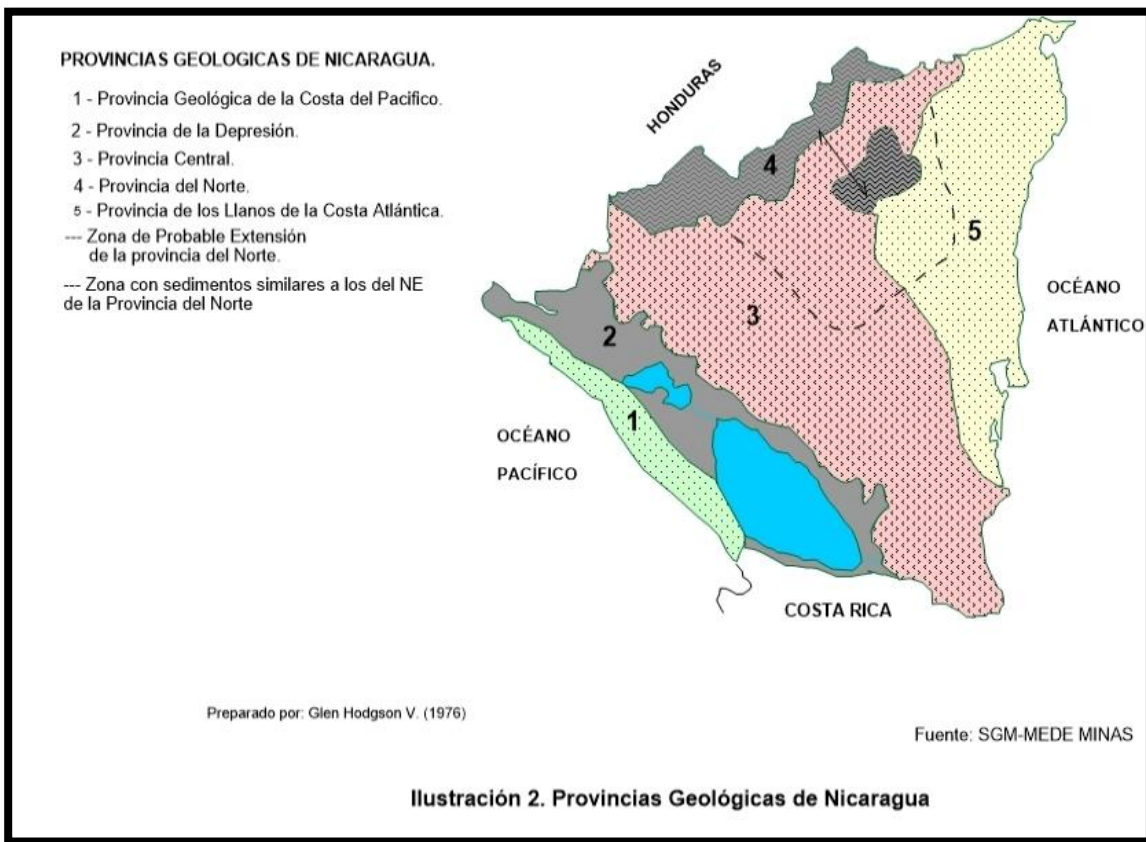 PROVINCIAS GEOLOGICAS DE NICARAGUA.
1 - Provincia Geológica de la Costa del Pacifico.
2 - Provincia de la Depresión.
3 - Provincia Central.
4 - Provincia del Norte.
5 - Provincia de los Llanos de la Costa Atlántica.
--- Zona de Probable Extensión
de la provincia del Norte.
--- Zona con sedimentos similares a los del NE
de la Provincia del Norte
HONDURAS
4
5
OCÉANO
ATLÁNTICO
3
2
1
OCÉANO
PACÍFICO
COSTA RICA
Preparado por: Glen Hodgson V. (1976)
Fuente: SGM-MEDE MINAS
Ilustración 2. Provincias Geológicas de Nicaragua